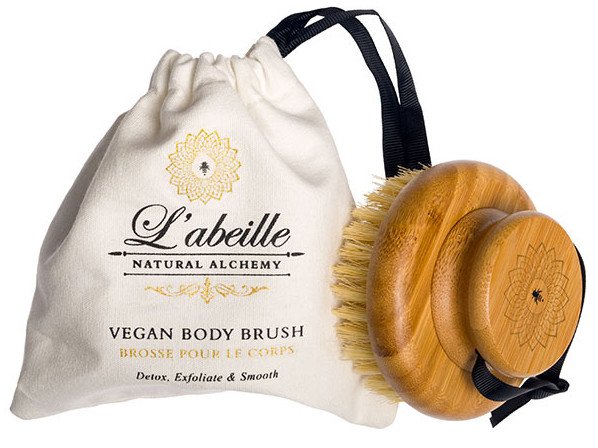 L'abeille
NATURAL ALCHEMY
VEGAN BODY BRUSH
BROSSE POUR LE CORPS
Detox, Exfoliate & Smooth